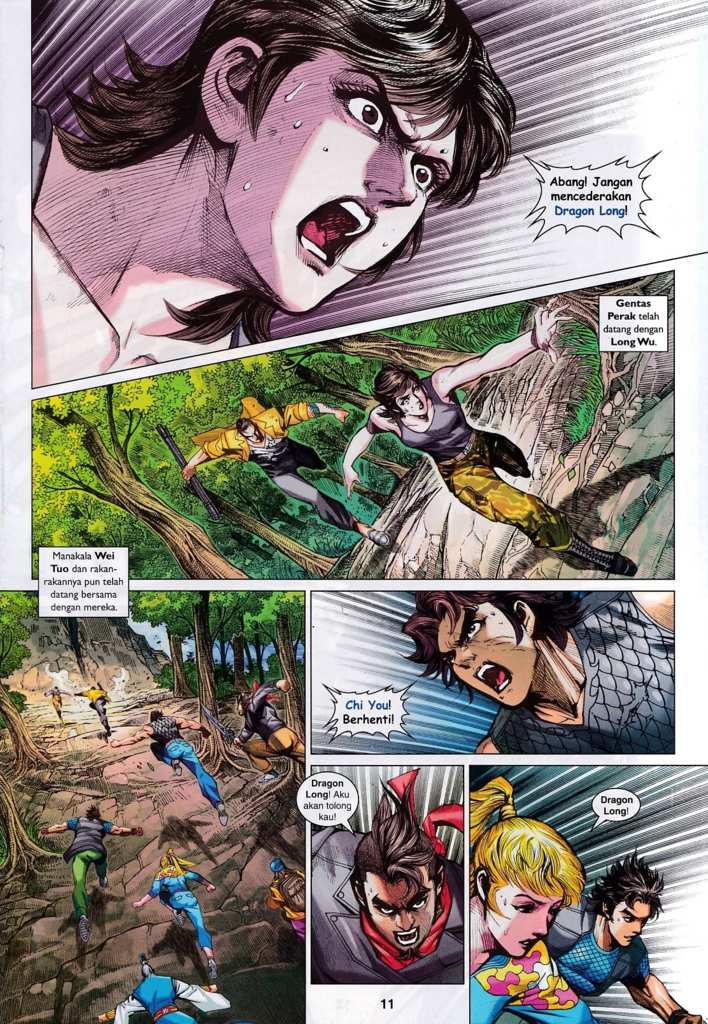 Abang! Jangan
mencederakan
Dragon Long!
Gentas
Perak telah
datang dengan
Long Wu.
Manakala Wei
Tuo dan rakan-
rakannya pun telah
datang bersama
dengan mereka.
Chi You!
Berhenti!
Dragon
Long! Aku
akan tolong
kau!
Dragon
Long!
11